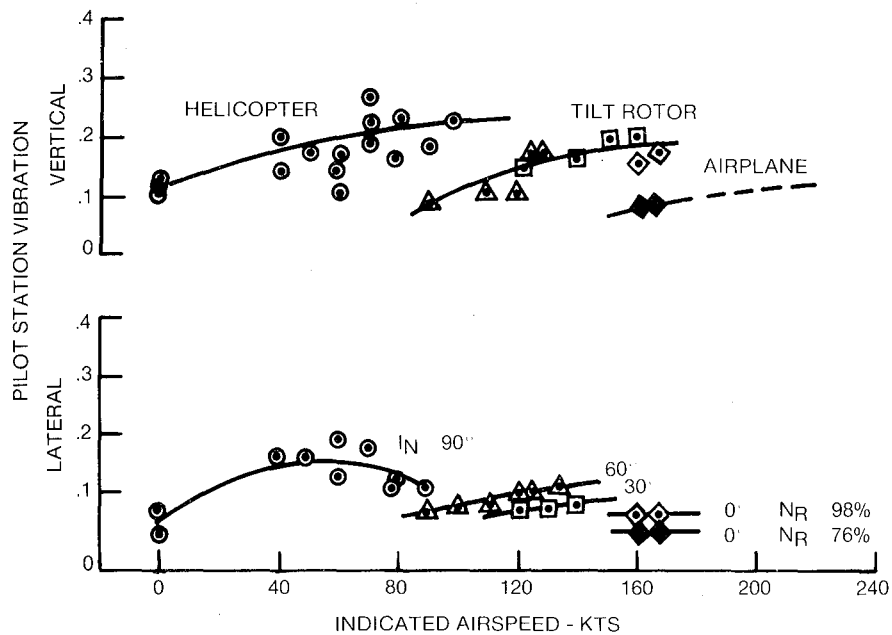 PILOT STATION VIBRATION
VERTICAL
.4
.3
.2
.1
0
HELICOPTER
TILT ROTOR
AIRPLANE
LATERAL
.4
.3
.2
.1
0
IN 90°
60°
30°
0° NR 98%
0° NR 76%
0 40 80 120 160 200 240
INDICATED AIRSPEED - KTS